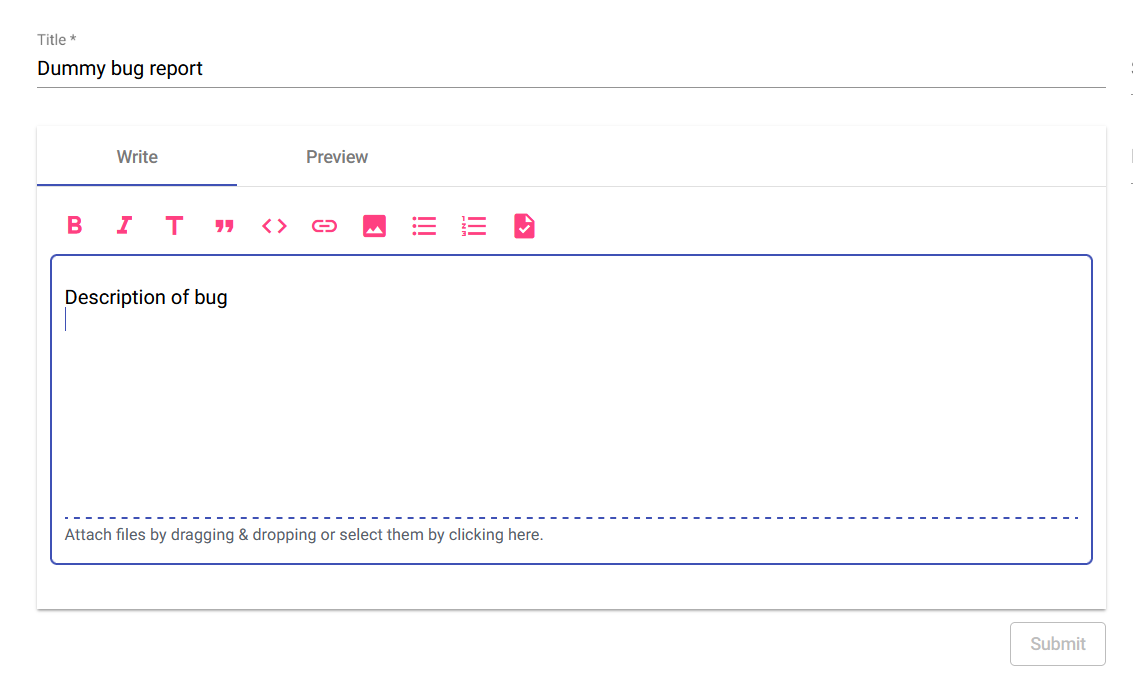 Title *
Dummy bug report
Write Preview
Description of bug
Attach files by dragging & dropping or select them by clicking here.
Submit